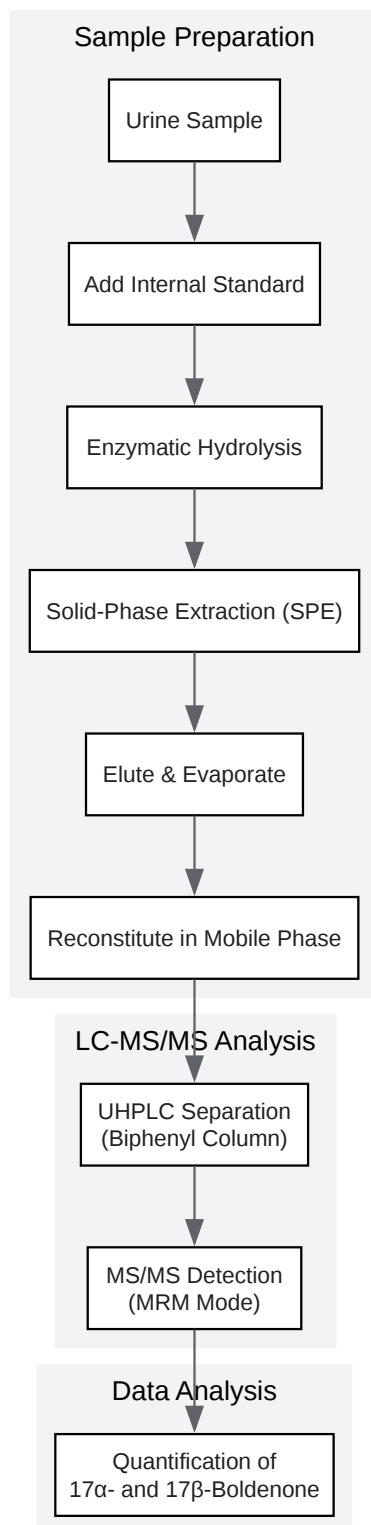 Sample Preparation
Urine Sample
Add Internal Standard
Enzymatic Hydrolysis
Solid-Phase Extraction (SPE)
Elute & Evaporate
Reconstitute in Mobile Phase
LC-MS/MS Analysis
UHPLC Separation
(Biphenyl Column)
MS/MS Detection
(MRM Mode)
Data Analysis
Quantification of
17α- and 17β-Boldenone